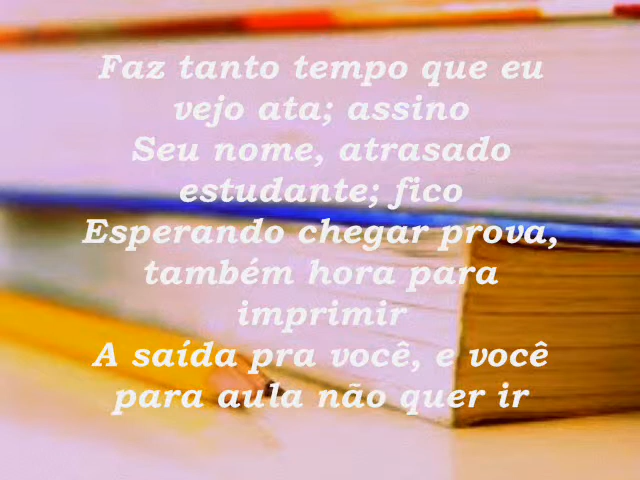 Faz tanto tempo que eu
vejo ata; assino
Seu nome, atrasado
estudante; fico
Esperando chegar prova,
também hora para
imprimir
A saída pra você, e você
para aula não quer ir